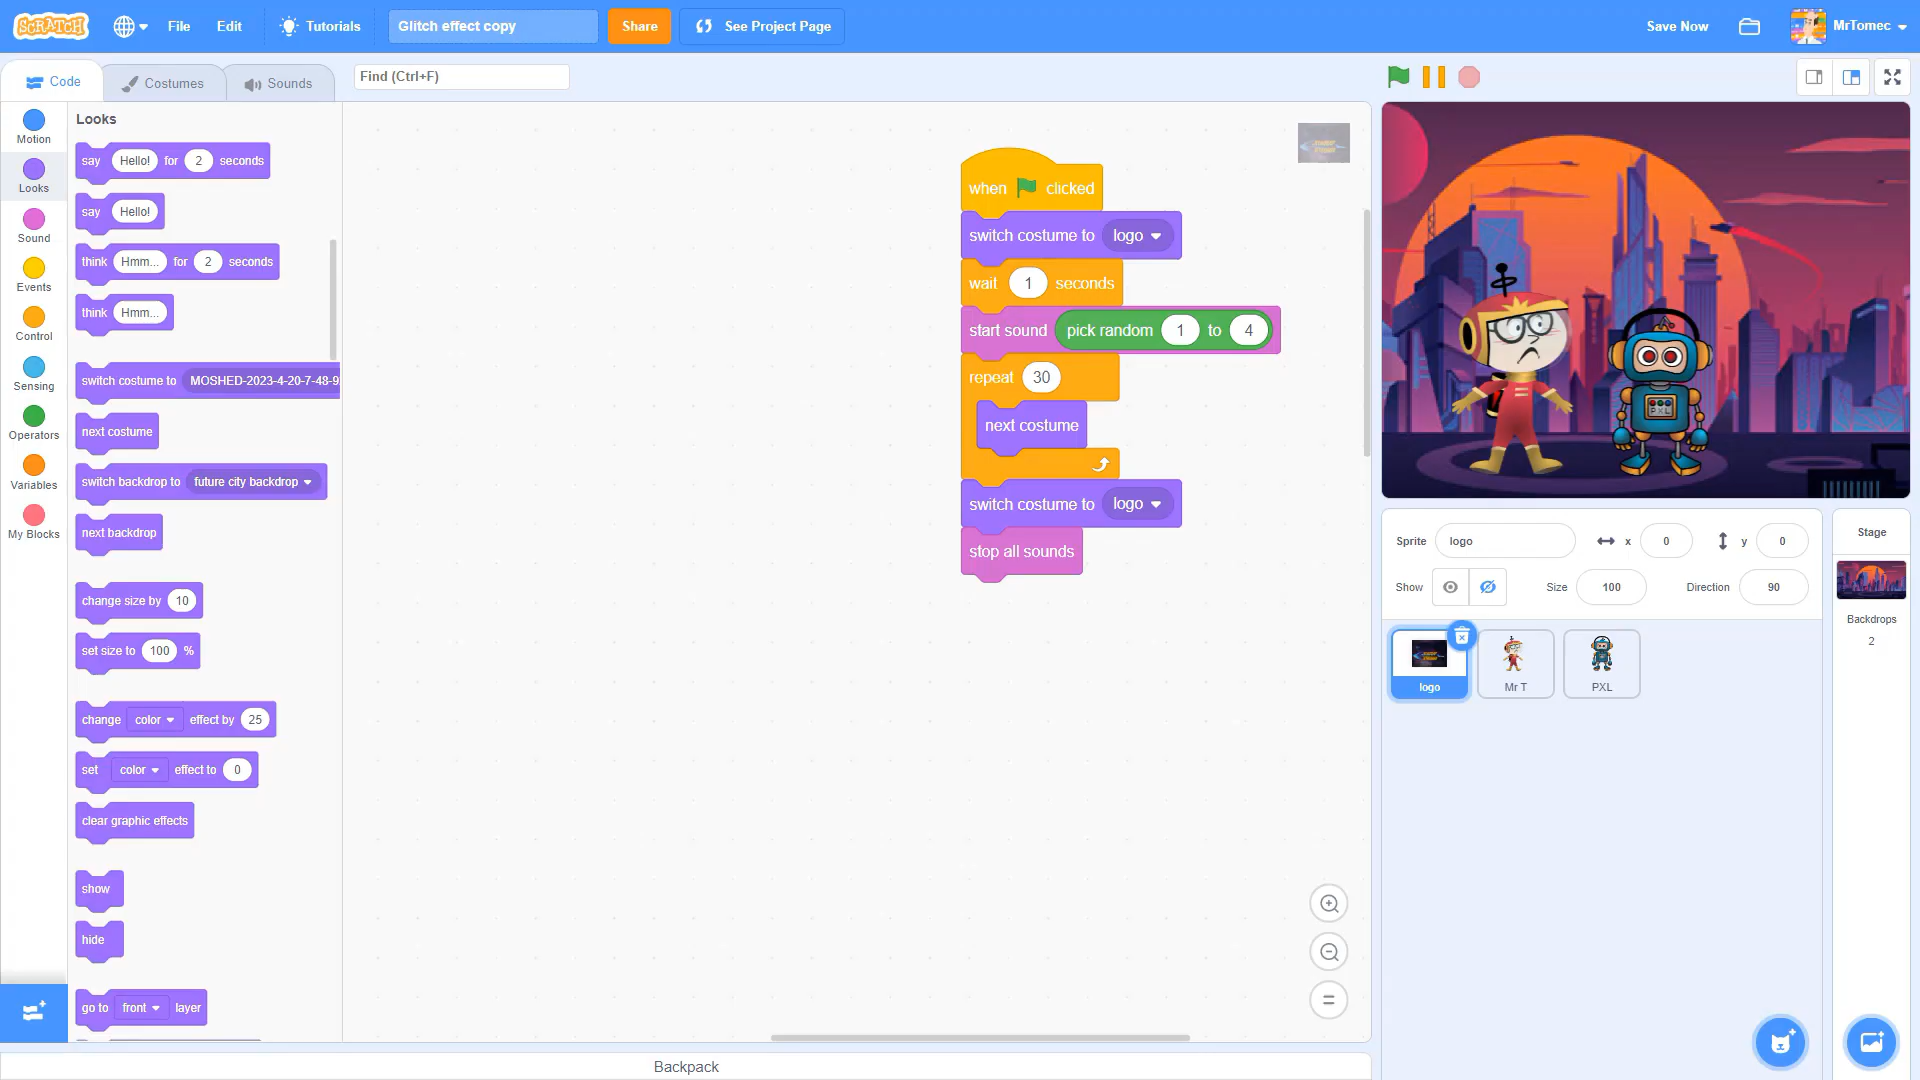 SCRATCH
File
Edit
Tutorials
Glitch effect copy
Share
See Project Page
Save Now
MrTomec
Code
Costumes
Sounds
Find (Ctrl+F)
Motion
Looks
Sound
Events
Control
Sensing
Operators
Variables
My Blocks
Looks
say Hello! for 2 seconds
say Hello!
think Hmm... for 2 seconds
think Hmm...
switch costume to MOSHED-2023-4-20-7-48-9
next costume
switch backdrop to future city backdrop
next backdrop
change size by 10
set size to 100 %
change color effect by 25
set color effect to 0
clear graphic effects
show
hide
go to front layer
when clicked
switch costume to logo
wait 1 seconds
start sound pick random 1 to 4
repeat 30
next costume
switch costume to logo
stop all sounds
PXL
Sprite logo x 0 y 0
Show Size 100 Direction 90
logo
Mr T
PXL
Stage
Backdrops
2
Backpack